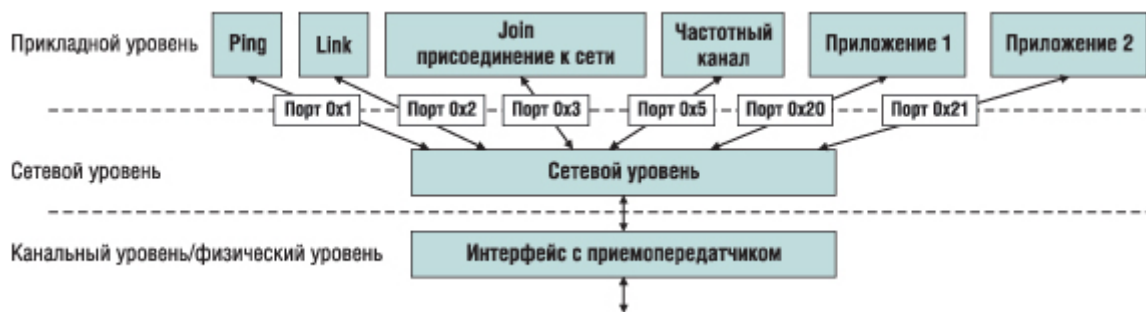 Прикладной уровень
Ping
Link
Join
присоединение к сети
Частотный
канал
Приложение 1
Приложение 2
Порт 0x1
Порт 0x2
Порт 0x3
Порт 0x5
Порт 0x20
Порт 0x21
Сетевой уровень
Сетевой уровень
Канальный уровень/физический уровень
Интерфейс с приемопередатчиком